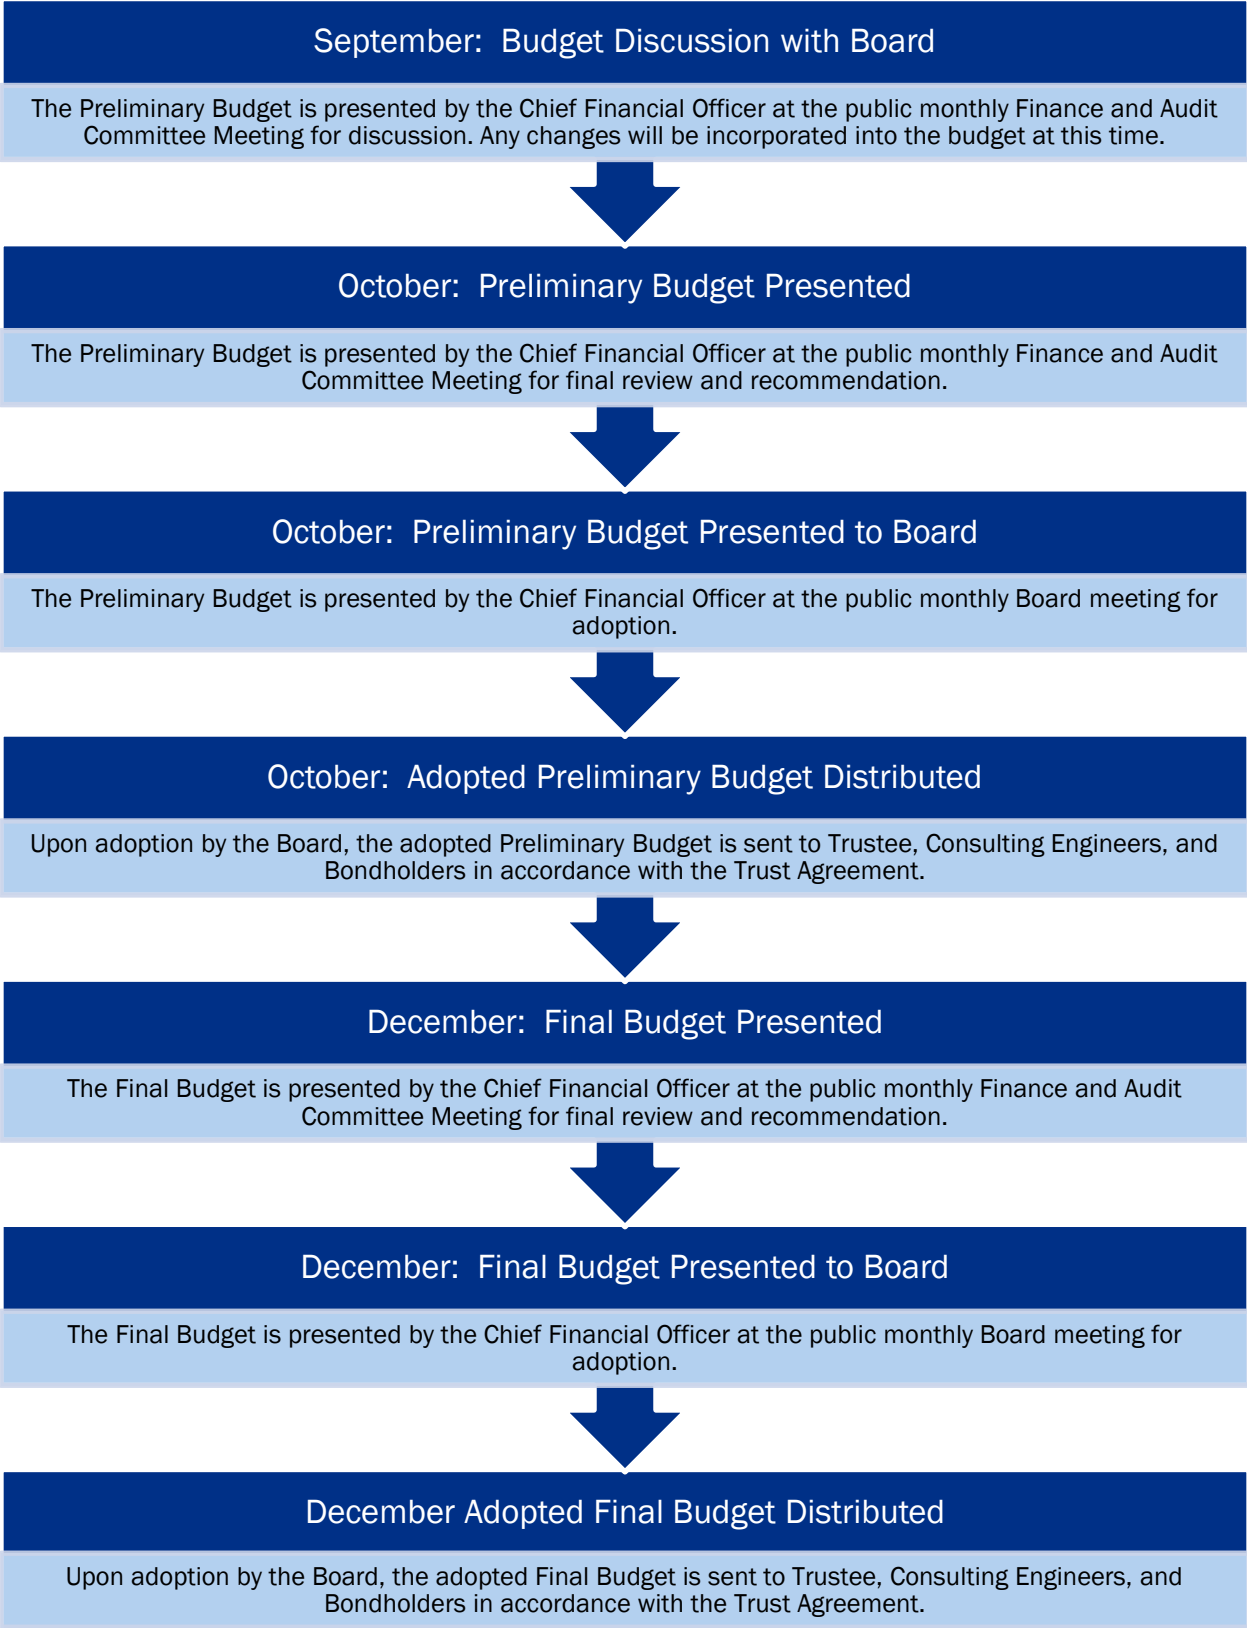 September:  Budget Discussion with Board
The Preliminary Budget is presented by the Chief Financial Officer at the public monthly Finance and Audit
Committee Meeting for discussion. Any changes will be incorporated into the budget at this time.
October:  Preliminary Budget Presented
The Preliminary Budget is presented by the Chief Financial Officer at the public monthly Finance and Audit
Committee Meeting for final review and recommendation.
October:  Preliminary Budget Presented to Board
The Preliminary Budget is presented by the Chief Financial Officer at the public monthly Board meeting for
adoption.
October:  Adopted Preliminary Budget Distributed
Upon adoption by the Board, the adopted Preliminary Budget is sent to Trustee, Consulting Engineers, and
Bondholders in accordance with the Trust Agreement.
December:  Final Budget Presented
The Final Budget is presented by the Chief Financial Officer at the public monthly Finance and Audit
Committee Meeting for final review and recommendation.
December:  Final Budget Presented to Board
The Final Budget is presented by the Chief Financial Officer at the public monthly Board meeting for
adoption.
December Adopted Final Budget Distributed
Upon adoption by the Board, the adopted Final Budget is sent to Trustee, Consulting Engineers, and
Bondholders in accordance with the Trust Agreement.